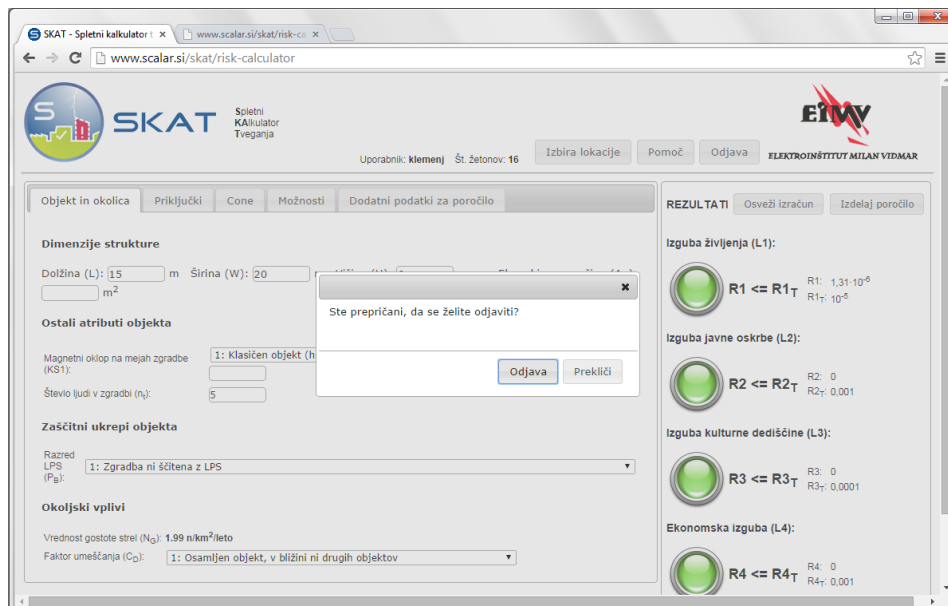 SKAT - Spletni kalkulator t
www.scalar.si/skat/risk-ca
www.scalar.si/skat/risk-calculator
S
SKAT
Spletni
KAlkulator
Tveganja
EIMV
ELEKTROINŠTITUT MILAN VIDMAR
Uporabnik: klemenj Št. žetonov: 16
Izbira lokacije
Pomoč
Odjava
Objekt in okolica
Priključki
Cone
Možnosti
Dodatni podatki za poročilo
Dimenzije strukture
Dolžina (L): 15 m Širina (W): 20
m²
Ostali atributi objekta
Magnetni oklop na mejah zgradbe (KS1):
1: Klasičen objekt (h
Število ljudi v zgradbi (nt):
5
Zaščitni ukrepi objekta
Razred LPS (PB):
1: Zgradba ni ščitena z LPS
Okoljski vplivi
Vrednost gostote strel (NG): 1.99 n/km²/leto
Faktor umeščanja (CD):
1: Osamljen objekt, v bližini ni drugih objektov
Ste prepričani, da se želite odjaviti?
Odjava
Prekliči
REZULTATI
Osveži izračun
Izdelaj poročilo
Izguba življenja (L1):
R1 <= R1T
R1: 1,31·10⁻⁶
R1T: 10⁻⁵
Izguba javne oskrbe (L2):
R2 <= R2T
R2: 0
R2T: 0,001
Izguba kulturne dediščine (L3):
R3 <= R3T
R3: 0
R3T: 0,0001
Ekonomska izguba (L4):
R4 <= R4T
R4: 0
R4T: 0,001